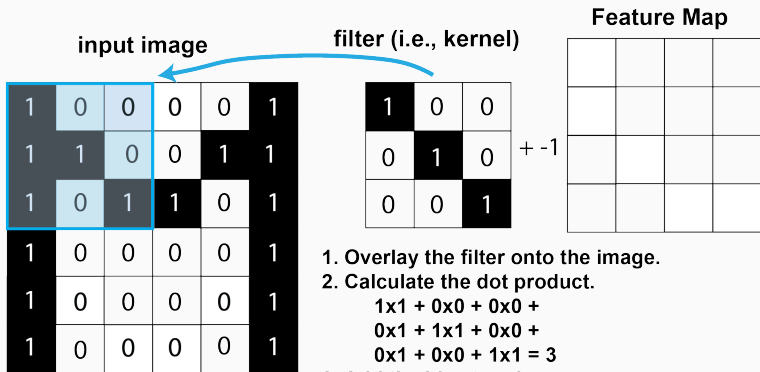 Feature Map
input image
filter (i.e., kernel)
1 0 0 0 0 1
1 1 0 0 1 1
1 0 1 1 0 1
1 0 0 0 0 1
1 0 0 0 0 1
1 0 0 0 0 1
1 0 0
0 1 0
0 0 1
+ -1
1. Overlay the filter onto the image.
2. Calculate the dot product.
1x1 + 0x0 + 0x0 +
0x1 + 1x1 + 0x0 +
0x1 + 0x0 + 1x1 = 3